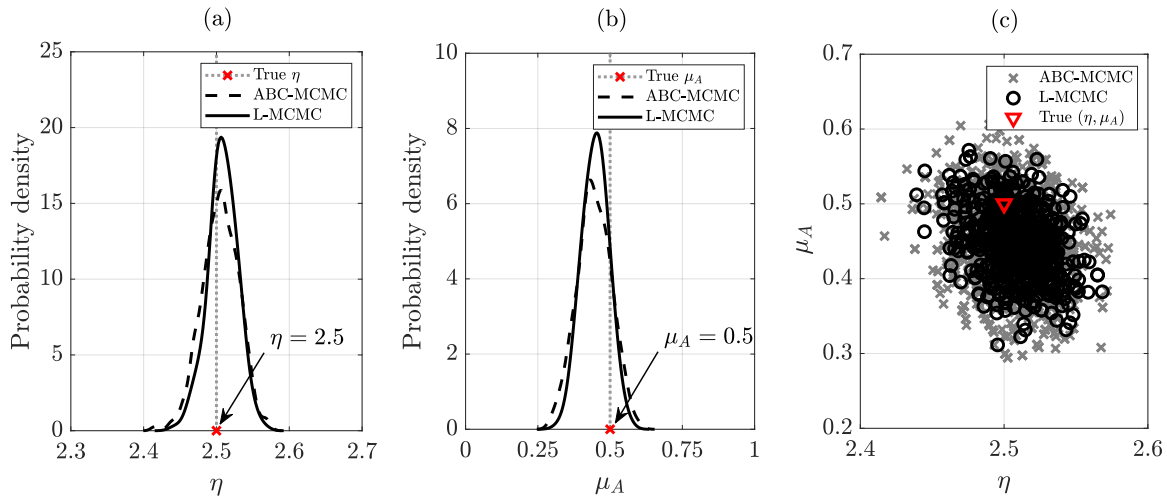 (a)
25
20
15
10
5
0
2.3
2.4
2.5
2.6
2.7
Probability density
η
True η
ABC-MCMC
L-MCMC
η = 2.5
(b)
10
8
6
4
2
0
0
0.25
0.5
0.75
1
Probability density
μ_A
True μ_A
ABC-MCMC
L-MCMC
μ_A = 0.5
(c)
0.7
0.6
0.5
0.4
0.3
0.2
2.4
2.5
2.6
μ_A
η
ABC-MCMC
L-MCMC
True (η, μ_A)